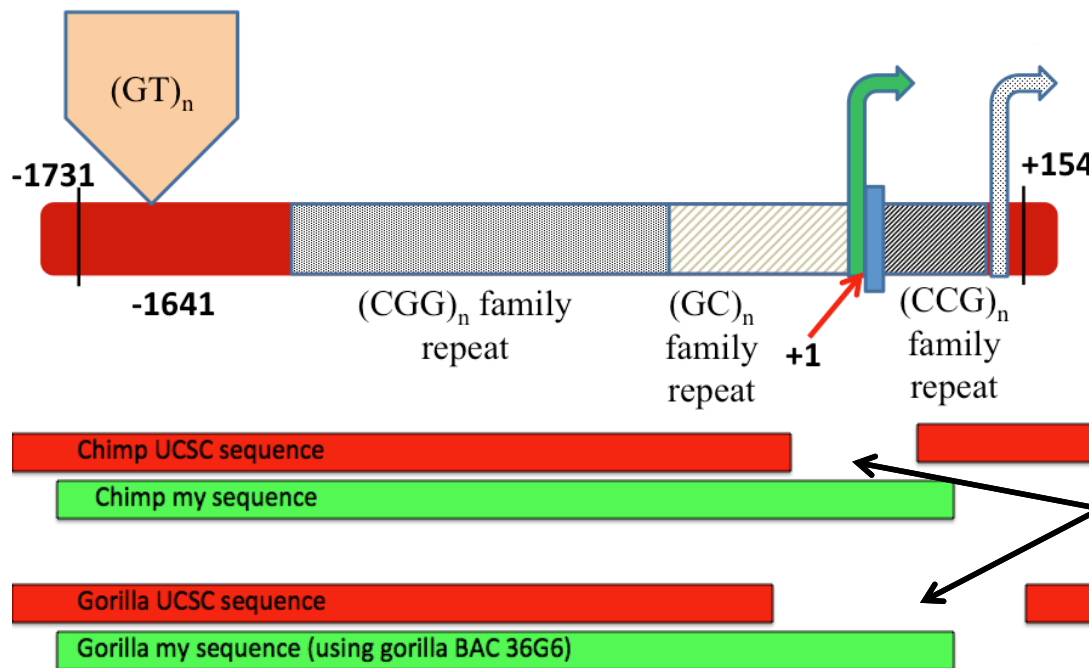 (GT)n
-1731
+154
-1641
(CGG)n family
repeat
(GC)n
family
repeat
+1
(CCG)n
family
repeat
Chimp UCSC sequence
Chimp my sequence
Gorilla UCSC sequence
Gorilla my sequence (using gorilla BAC 36G6)